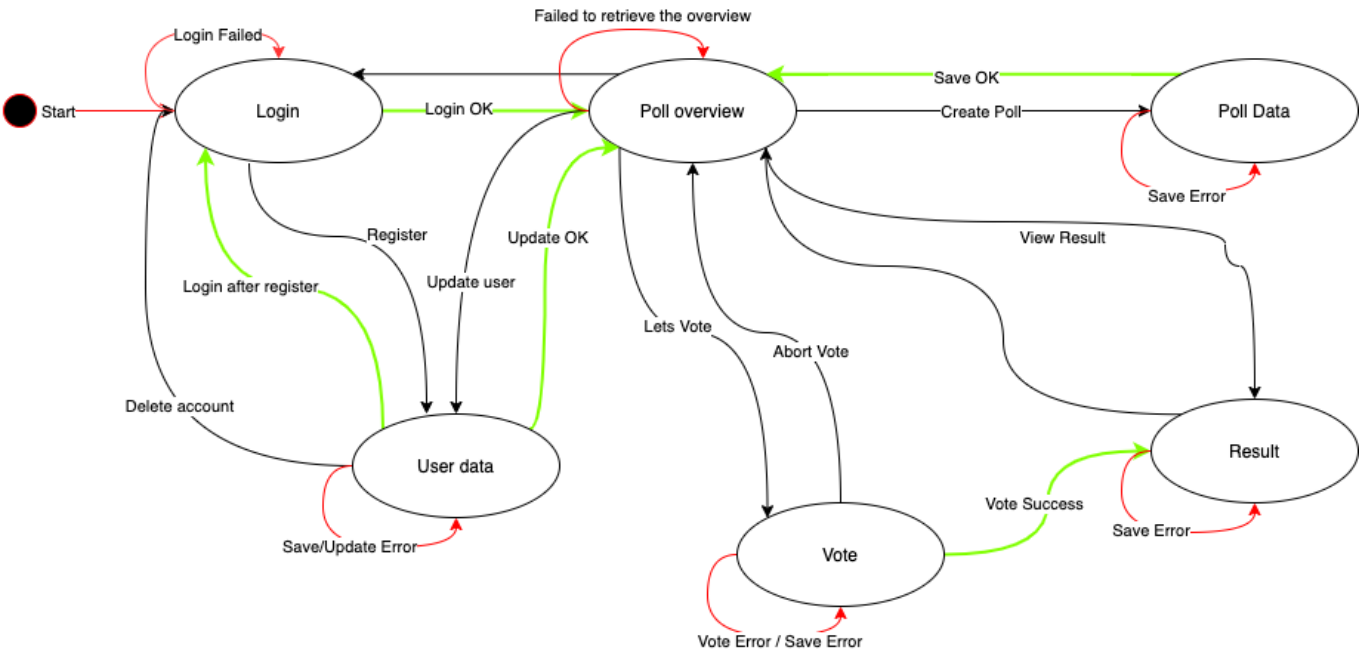 Failed to retrieve the overview
Login Failed
Save OK
Start
Login
Login OK
Poll overview
Create Poll
Poll Data
Save Error
Register
Update OK
View Result
Update user
Login after register
Lets Vote
Abort Vote
Delete account
User data
Result
Vote Success
Save Error
Save/Update Error
Vote
Vote Error / Save Error